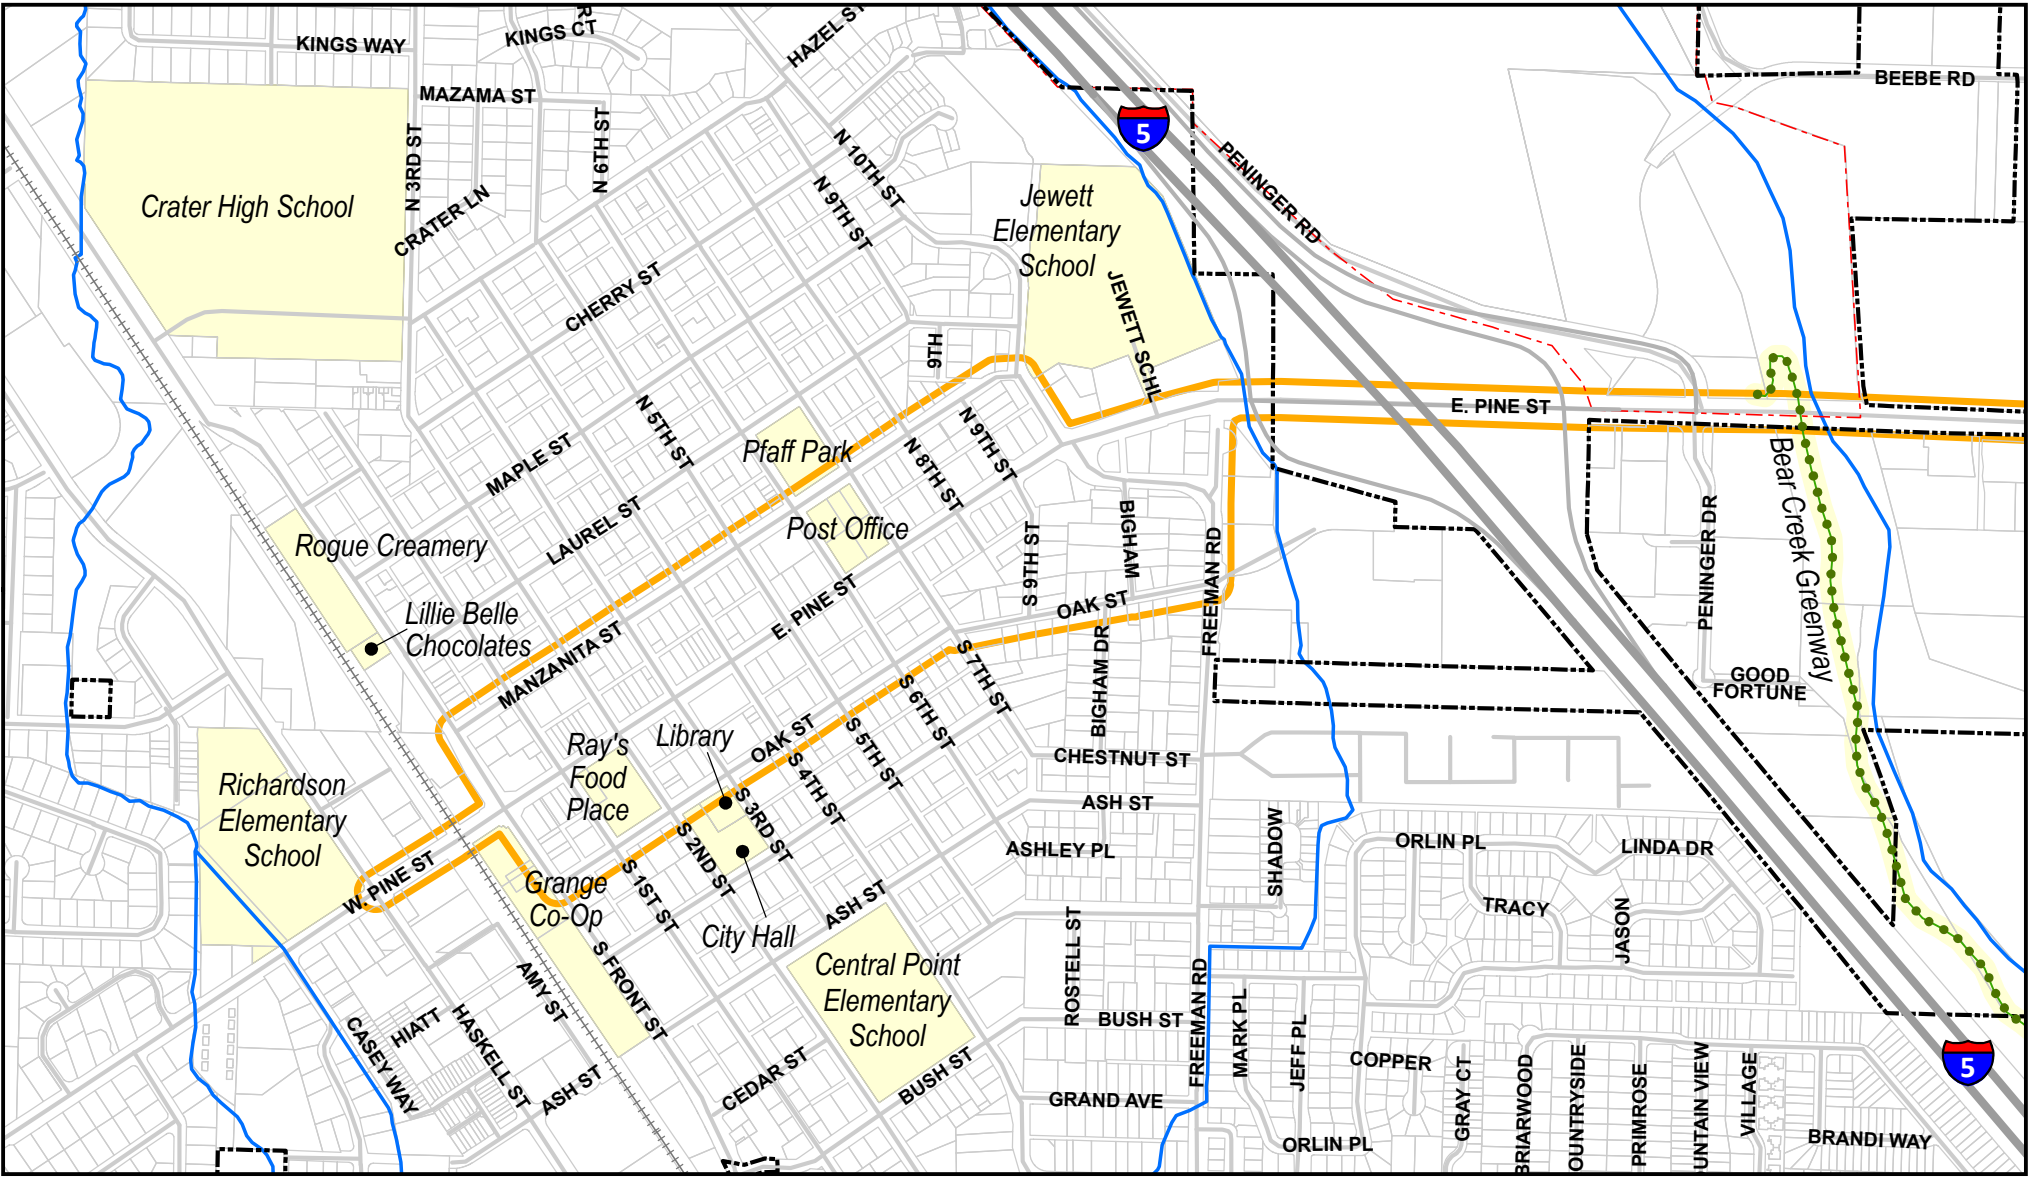 KINGS WAY
KINGS CT
R
HAZEL ST
BEEBE RD
MAZAMA ST
N 3RD ST
N 6TH ST
5
N 10TH ST
N 9TH ST
PENINGER RD
Crater High School
CRATER LN
Jewett
Elementary
School
JEWETT SCHL
CHERRY ST
9TH
E. PINE ST
N 5TH ST
MAPLE ST
Pfaff Park
N 9TH ST
N 8TH ST
Bear Creek Greenway
LAUREL ST
Post Office
Rogue Creamery
S 9TH ST
BIGHAM
FREEMAN RD
PENINGER DR
Lillie Belle
Chocolates
E. PINE ST
OAK ST
MANZANITA ST
BIGHAM DR
S 7TH ST
S 6TH ST
GOOD
FORTUNE
Library
OAK ST
S 5TH ST
S 4TH ST
CHESTNUT ST
Ray's
Food
Place
Richardson
Elementary
School
S 3RD ST
S 2ND ST
ASH ST
ASHLEY PL
SHADOW
ORLIN PL
LINDA DR
W. PINE ST
Grange
Co-Op
S 1ST ST
City Hall
ASH ST
TRACY
JASON
S FRONT ST
AMY ST
Central Point
Elementary
School
ROSTELL ST
FREEMAN RD
MARK PL
JEFF PL
BUSH ST
HIATT
HASKELL ST
CASEY WAY
ASH ST
CEDAR ST
BUSH ST
GRAND AVE
COPPER
GRAY CT
BRIARWOOD
OUNTRYSIDE
PRIMROSE
UNTAIN VIEW
VILLAGE
5
ORLIN PL
BRANDI WAY